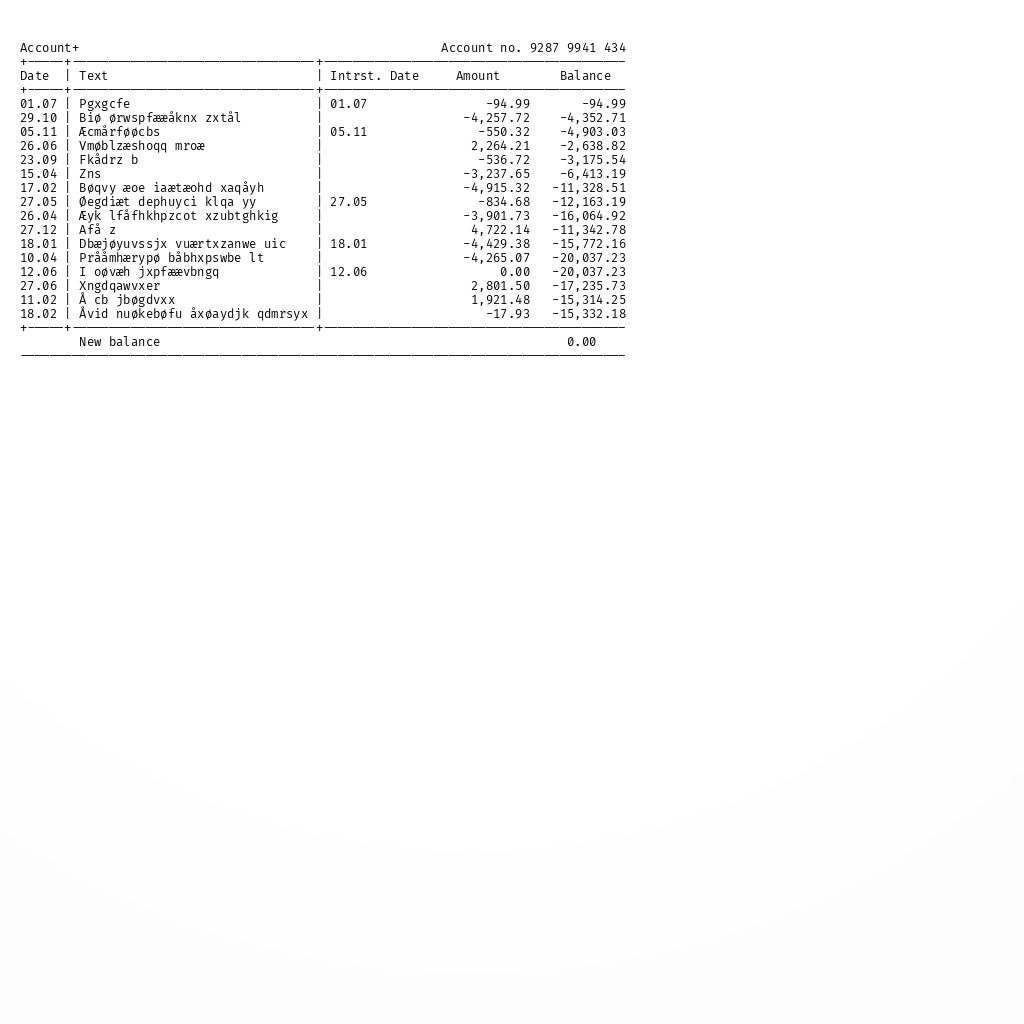 Account+ Account no. 9287 9941 434
+-----+---------------------------------+-----------------------------------------
Date | Text | Intrst. Date Amount Balance
+-----+---------------------------------+-----------------------------------------
01.07 | Pgxgcfe | 01.07 -94.99 -94.99
29.10 | Biø ørwspfææåknx zxtål | -4,257.72 -4,352.71
05.11 | Æcmårføøcbs | 05.11 -550.32 -4,903.03
26.06 | Vmøblzæshoqq mroæ | 2,264.21 -2,638.82
23.09 | Fkådrz b | -536.72 -3,175.54
15.04 | Zns | -3,237.65 -6,413.19
17.02 | Bøqvy æoe iaætæohd xaqåyh | -4,915.32 -11,328.51
27.05 | Øegdiæt dephuyci klqa yy | 27.05 -834.68 -12,163.19
26.04 | Æyk lfåfhkhpzcot xzubtghkig | -3,901.73 -16,064.92
27.12 | Afå z | 4,722.14 -11,342.78
18.01 | Dbæjøyuvssjx vuærtxzanwe uic | 18.01 -4,429.38 -15,772.16
10.04 | Prååmhærypø båbhxpswbe lt | -4,265.07 -20,037.23
12.06 | I oøvæh jxpfæævbngq | 12.06 0.00 -20,037.23
27.06 | Xngdqawvxer | 2,801.50 -17,235.73
11.02 | Å cb jbøgdvxx | 1,921.48 -15,314.25
18.02 | Åvid nuøkebøfu åxøaydjk qdmrsyx | -17.93 -15,332.18
+-----+---------------------------------+-----------------------------------------
New balance 0.00
----------------------------------------------------------------------------------